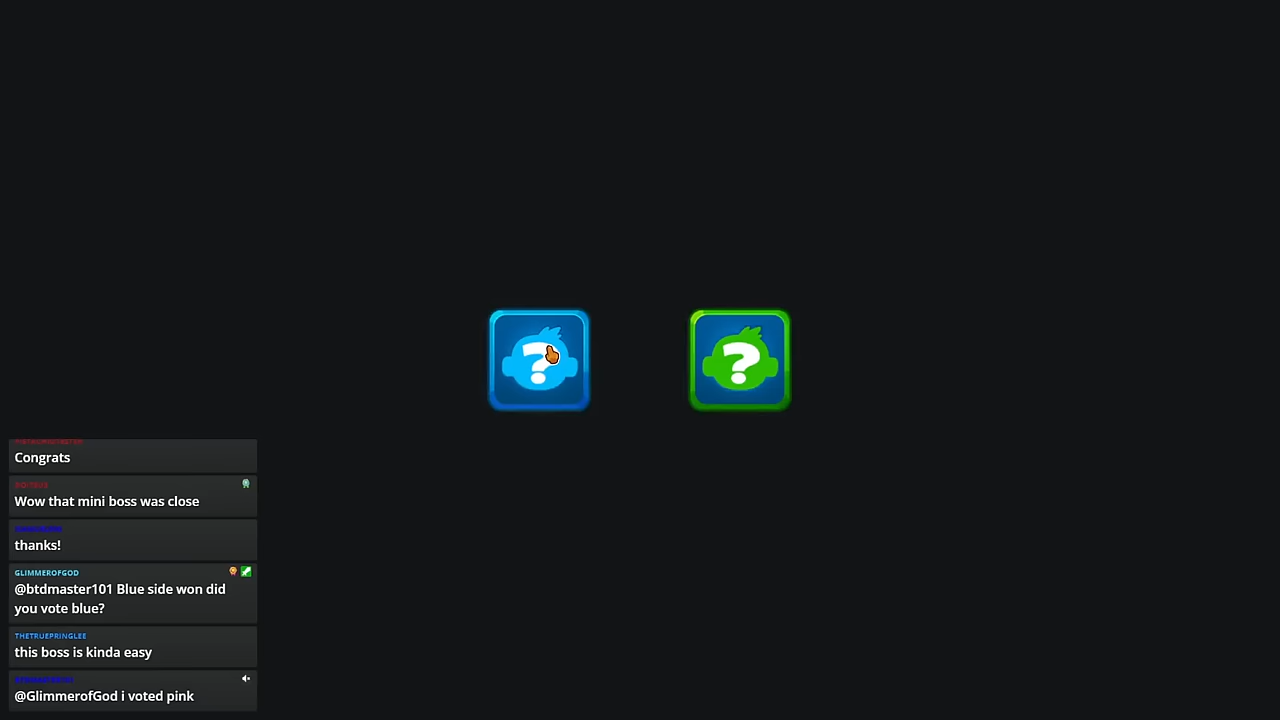 ?
?
Congrats
Wow that mini boss was close
thanks!
GLIMMEROFGOD
@btdmaster101 Blue side won did
you vote blue?
THETRUEPRINGLEE
this boss is kinda easy
@GlimmerofGod i voted pink